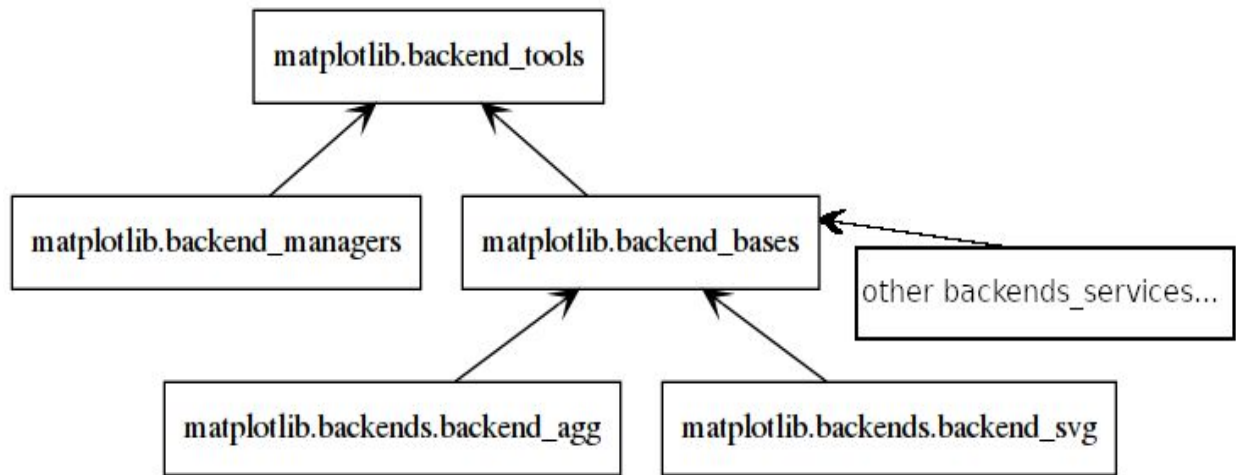 matplotlib.backend_tools
matplotlib.backend_managers
matplotlib.backend_bases
other backends_services...
matplotlib.backends.backend_agg
matplotlib.backends.backend_svg